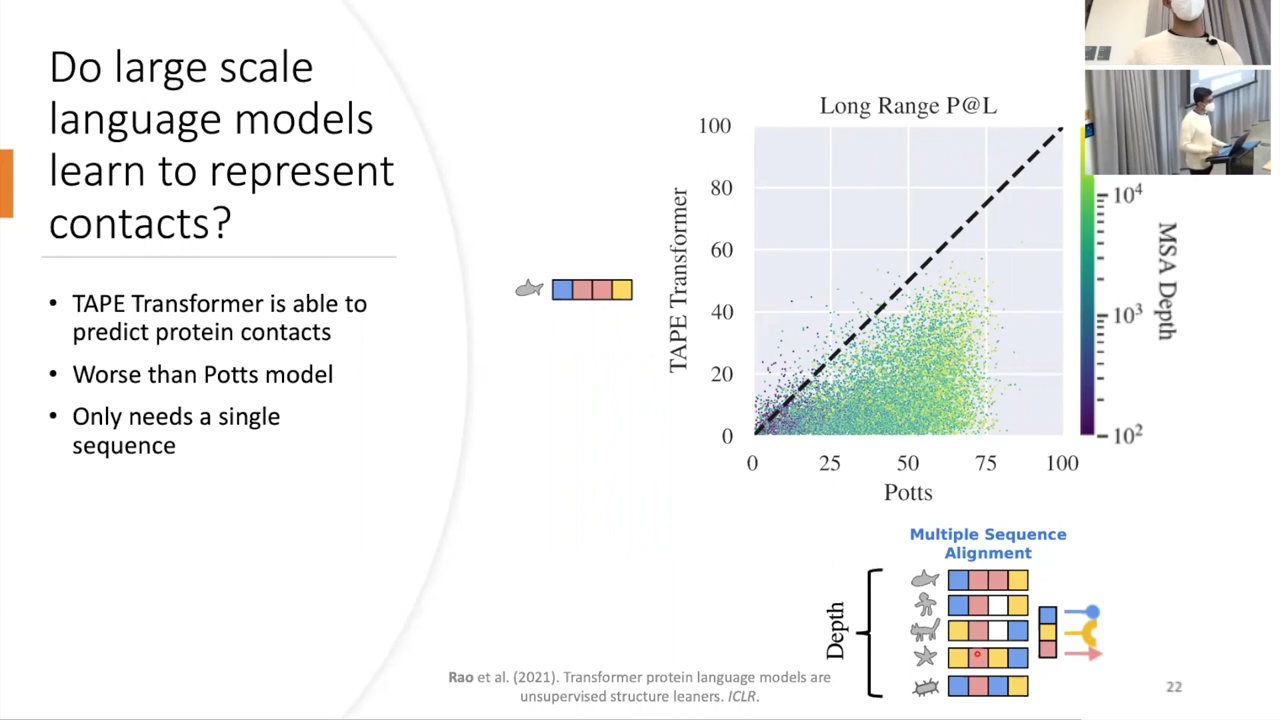 Do large scale
language models
learn to represent
contacts?
• TAPE Transformer is able to
predict protein contacts
• Worse than Potts model
• Only needs a single
sequence
Long Range P@L
TAPE Transformer
100
80
60
40
20
0
0 25 50 75 100
Potts
10⁴
10³
10²
MSA Depth
Multiple Sequence
Alignment
Depth
Rao et al. (2021). Transformer protein language models are
unsupervised structure leaners. ICLR.
22